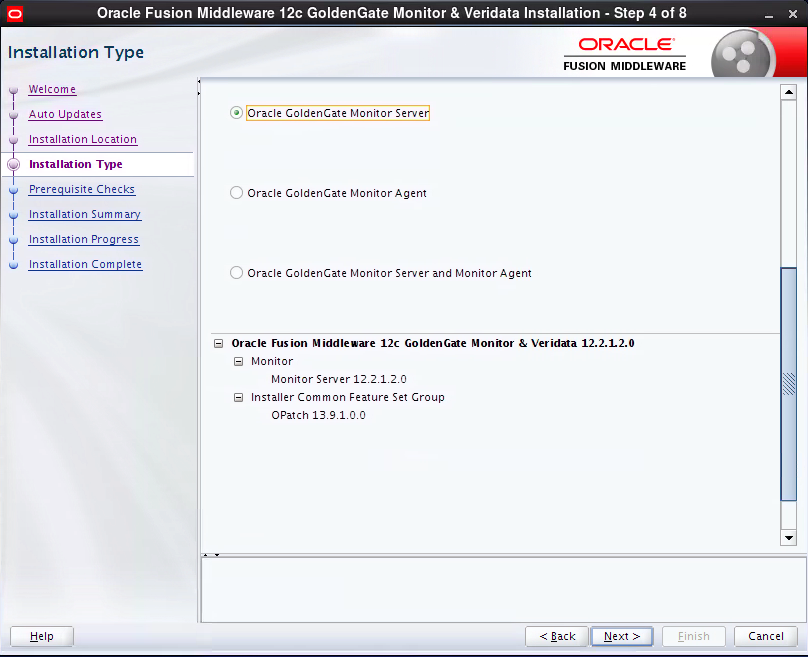 Oracle Fusion Middleware 12c GoldenGate Monitor & Veridata Installation - Step 4 of 8
Installation Type
ORACLE
FUSION MIDDLEWARE
Welcome
Auto Updates
Installation Location
Installation Type
Prerequisite Checks
Installation Summary
Installation Progress
Installation Complete
Oracle GoldenGate Monitor Server
Oracle GoldenGate Monitor Agent
Oracle GoldenGate Monitor Server and Monitor Agent
Oracle Fusion Middleware 12c GoldenGate Monitor & Veridata 12.2.1.2.0
Monitor
Monitor Server 12.2.1.2.0
Installer Common Feature Set Group
OPatch 13.9.1.0.0
Help
< Back
Next >
Finish
Cancel